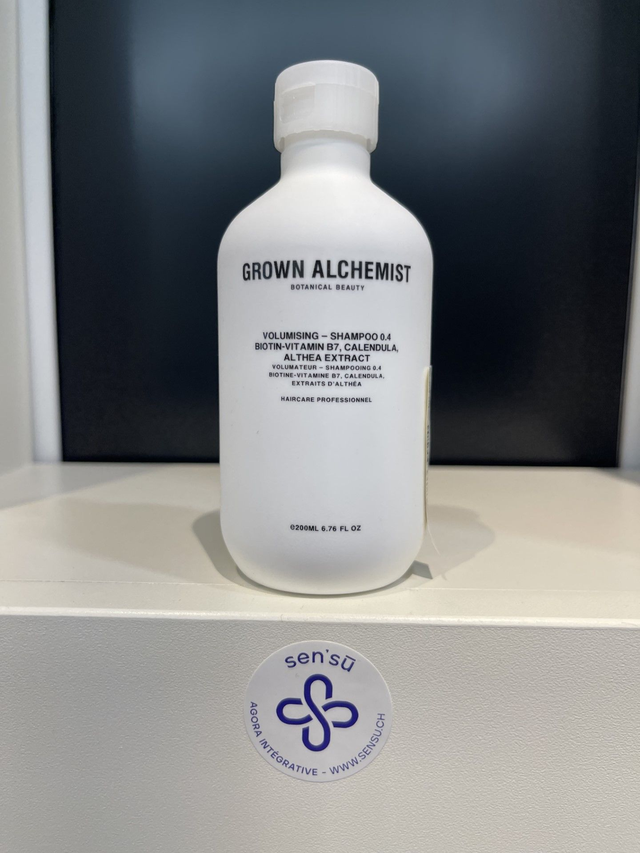 GROWN ALCHEMIST
BOTANICAL BEAUTY
VOLUMISING – SHAMPOO 0.4
BIOTIN-VITAMIN B7, CALENDULA,
ALTHEA EXTRACT
VOLUMATEUR – SHAMPOOING 0.4
BIOTINE-VITAMINE B7, CALENDULA,
EXTRAITS D'ALTHÉA
HAIRCARE PROFESSIONNEL
℮200ML 6.76 FL OZ
sen'sū
AGORA INTÉGRATIVE – WWW.SENSU.CH